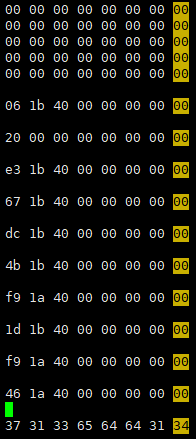 00 00 00 00 00 00 00 00
00 00 00 00 00 00 00 00
00 00 00 00 00 00 00 00
00 00 00 00 00 00 00 00
00 00 00 00 00 00 00 00
06 1b 40 00 00 00 00 00
20 00 00 00 00 00 00 00
e3 1b 40 00 00 00 00 00
67 1b 40 00 00 00 00 00
dc 1b 40 00 00 00 00 00
4b 1b 40 00 00 00 00 00
f9 1a 40 00 00 00 00 00
1d 1b 40 00 00 00 00 00
f9 1a 40 00 00 00 00 00
46 1a 40 00 00 00 00 00
37 31 33 65 64 64 31 34